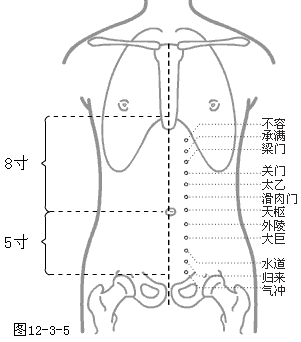 不容
承满
梁门
8寸
关门
太乙
滑肉门
天枢
外陵
5寸
大巨
水道
归来
气冲
图12-3-5